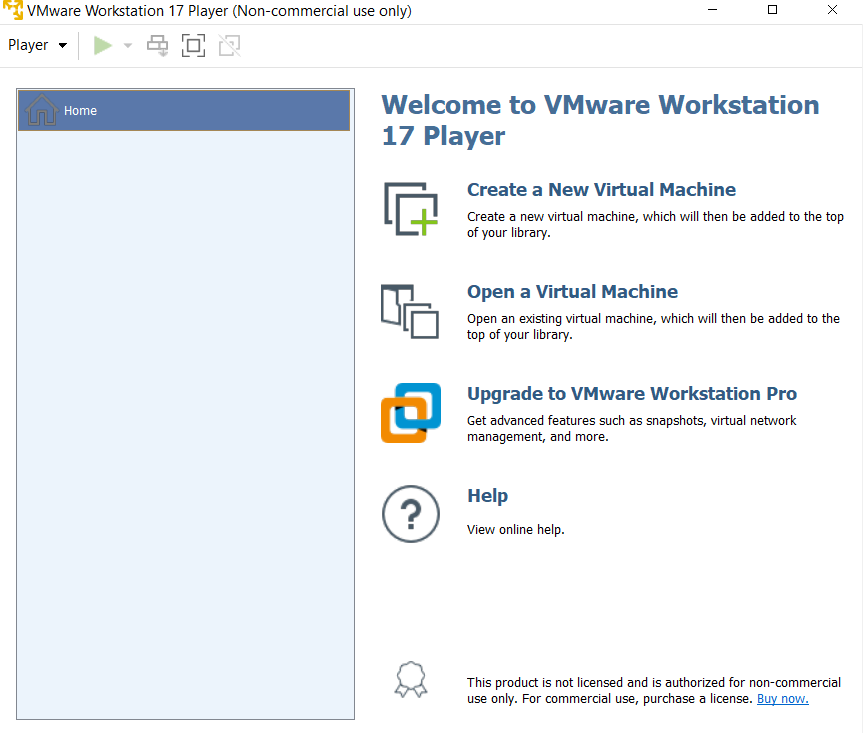 VMware Workstation 17 Player (Non-commercial use only)
Player
Home
Welcome to VMware Workstation
17 Player
Create a New Virtual Machine
Create a new virtual machine, which will then be added to the top
of your library.
Open a Virtual Machine
Open an existing virtual machine, which will then be added to the
top of your library.
Upgrade to VMware Workstation Pro
Get advanced features such as snapshots, virtual network
management, and more.
?
Help
View online help.
This product is not licensed and is authorized for non-commercial
use only. For commercial use, purchase a license. Buy now.